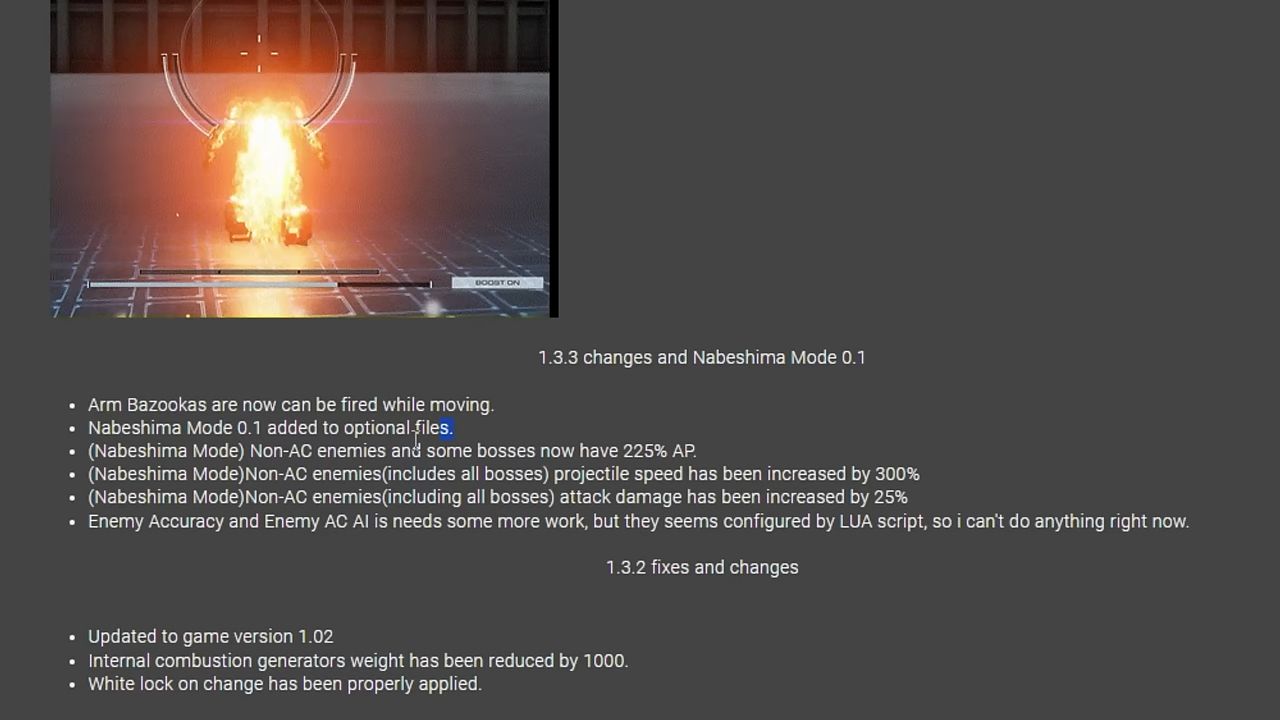 BOOST ON
1.3.3 changes and Nabeshima Mode 0.1
• Arm Bazookas are now can be fired while moving.
• Nabeshima Mode 0.1 added to optional files.
• (Nabeshima Mode) Non-AC enemies and some bosses now have 225% AP.
• (Nabeshima Mode)Non-AC enemies(includes all bosses) projectile speed has been increased by 300%
• (Nabeshima Mode)Non-AC enemies(including all bosses) attack damage has been increased by 25%
• Enemy Accuracy and Enemy AC AI is needs some more work, but they seems configured by LUA script, so i can't do anything right now.
1.3.2 fixes and changes
• Updated to game version 1.02
• Internal combustion generators weight has been reduced by 1000.
• White lock on change has been properly applied.